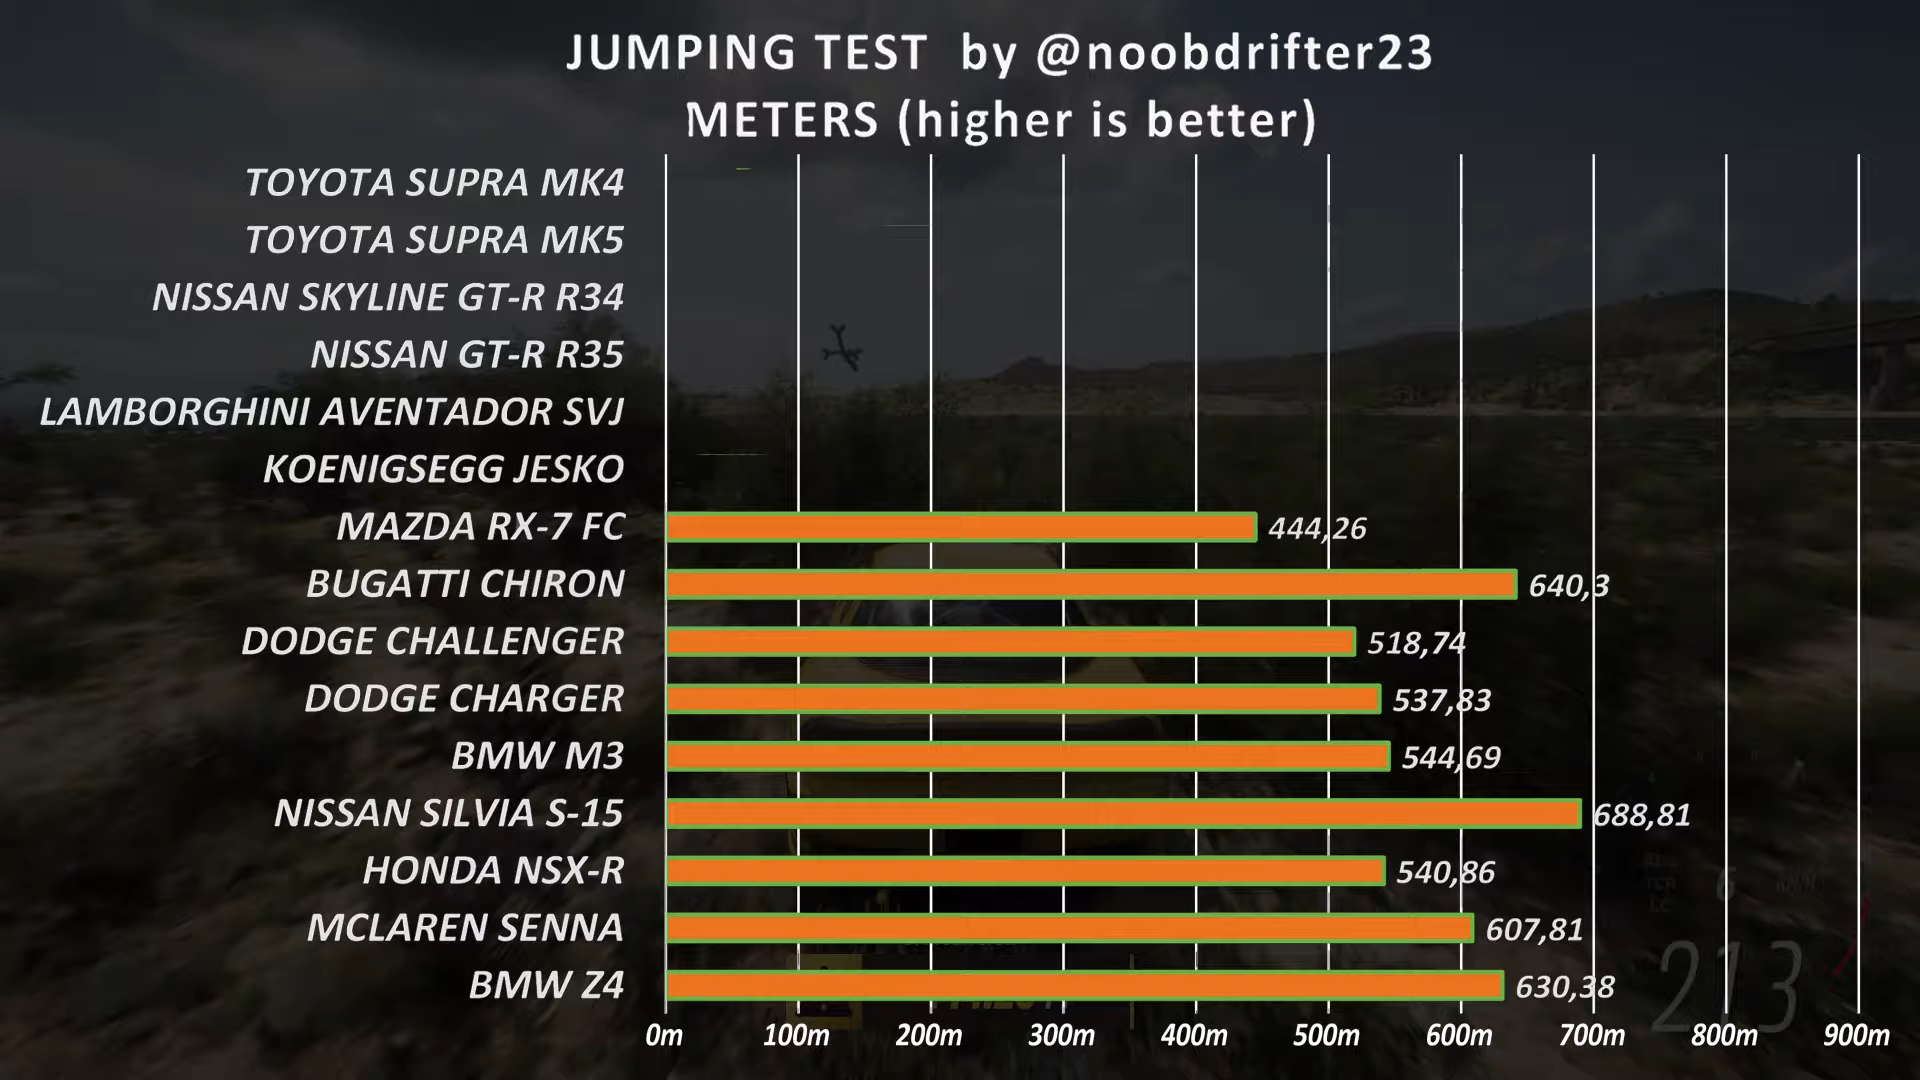 JUMPING TEST by @noobdrifter23
METERS (higher is better)
TOYOTA SUPRA MK4
TOYOTA SUPRA MK5
NISSAN SKYLINE GT-R R34
NISSAN GT-R R35
LAMBORGHINI AVENTADOR SVJ
KOENIGSEGG JESKO
MAZDA RX-7 FC 444,26
BUGATTI CHIRON 640,3
DODGE CHALLENGER 518,74
DODGE CHARGER 537,83
BMW M3 544,69
NISSAN SILVIA S-15 688,81
HONDA NSX-R 540,86
MCLAREN SENNA 607,81
BMW Z4 630,38
0m 100m 200m 300m 400m 500m 600m 700m 800m 900m
6
213